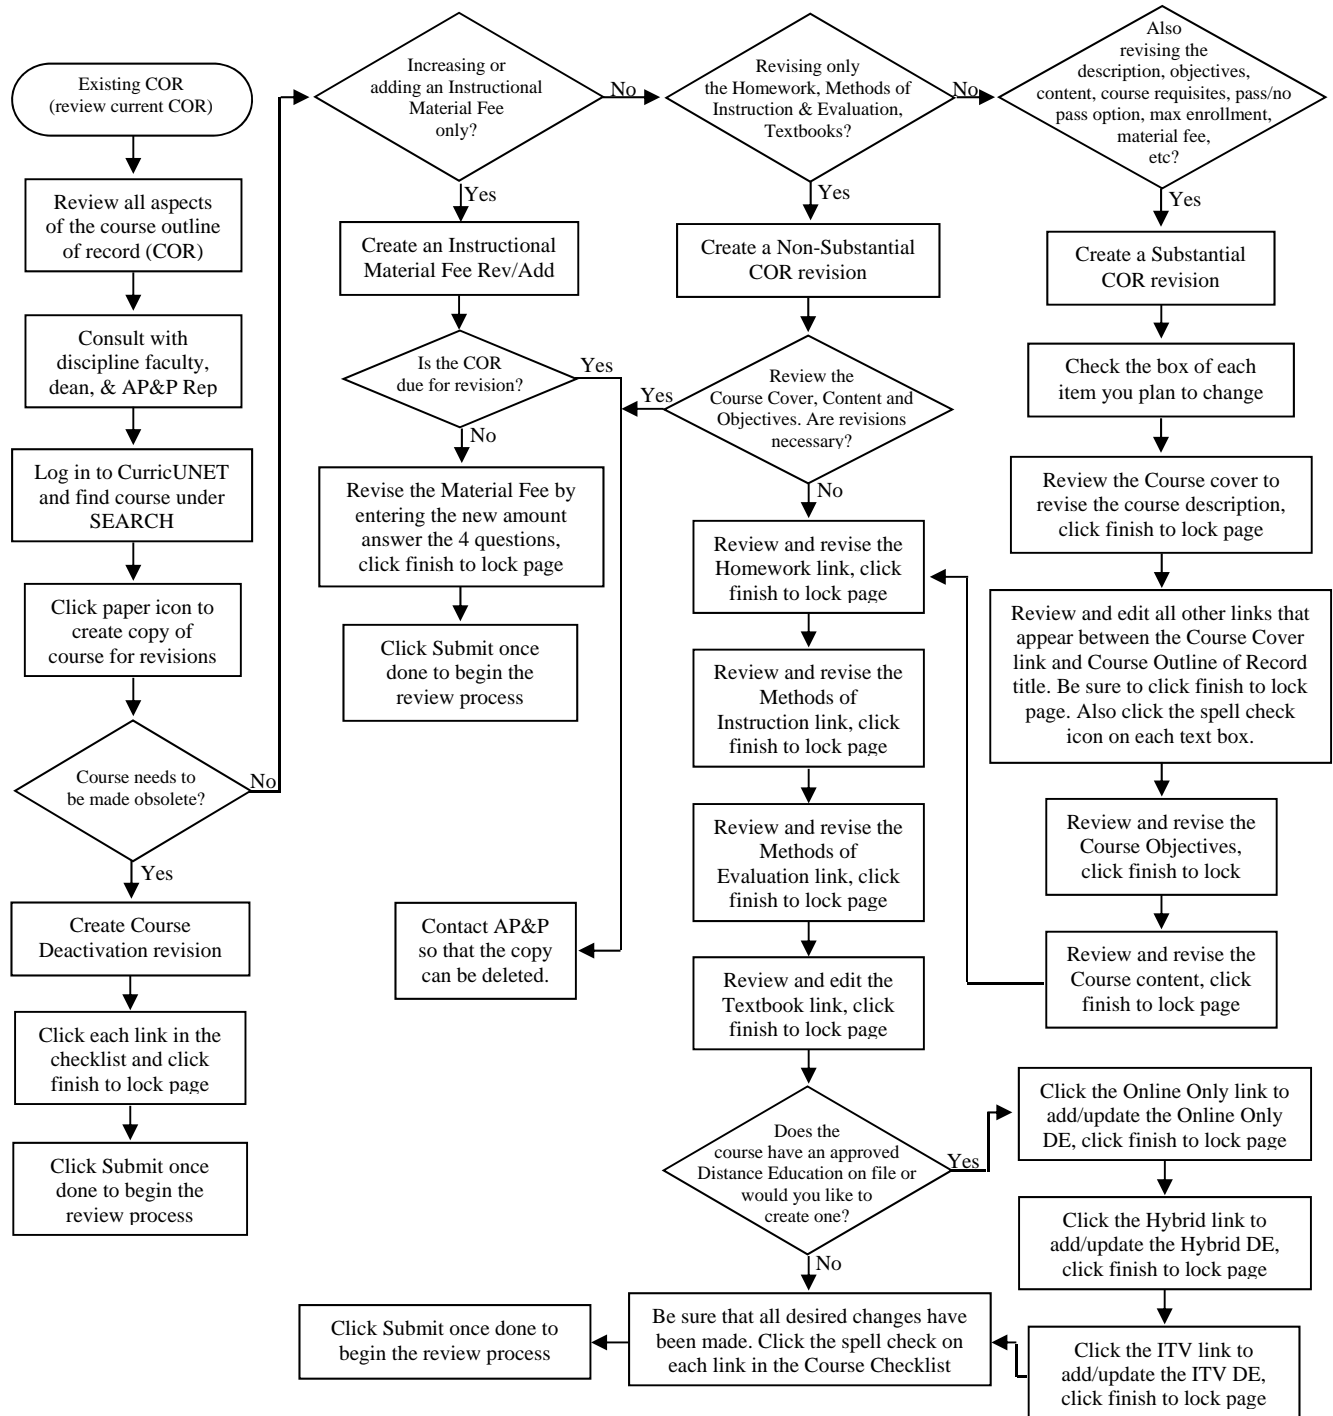 Existing COR
(review current COR)
Review all aspects
of the course outline
of record (COR)
Consult with
discipline faculty,
dean, & AP&P Rep
Log in to CurricUNET
and find course under
SEARCH
Click paper icon to
create copy of
course for revisions
Course needs to
be made obsolete?
No
Yes
Create Course
Deactivation revision
Click each link in the
checklist and click
finish to lock page
Click Submit once
done to begin the
review process
Increasing or
adding an Instructional
Material Fee
only?
No
Yes
Create an Instructional
Material Fee Rev/Add
Is the COR
due for revision?
Yes
No
Revise the Material Fee by
entering the new amount
answer the 4 questions,
click finish to lock page
Click Submit once
done to begin the
review process
Contact AP&P
so that the copy
can be deleted.
Revising only
the Homework, Methods of
Instruction & Evaluation,
Textbooks?
No
Yes
Create a Non-Substantial
COR revision
Review the
Course Cover, Content and
Objectives. Are revisions
necessary?
Yes
No
Review and revise the
Homework link, click
finish to lock page
Review and revise the
Methods of
Instruction link, click
finish to lock page
Review and revise the
Methods of
Evaluation link, click
finish to lock page
Review and edit the
Textbook link, click
finish to lock page
Does the
course have an approved
Distance Education on file or
would you like to
create one?
Yes
No
Be sure that all desired changes have
been made. Click the spell check on
each link in the Course Checklist
Click Submit once done to
begin the review process
Also
revising the
description, objectives,
content, course requisites, pass/no
pass option, max enrollment,
material fee,
etc?
Yes
Create a Substantial
COR revision
Check the box of each
item you plan to change
Review the Course cover to
revise the course description,
click finish to lock page
Review and edit all other links that
appear between the Course Cover
link and Course Outline of Record
title. Be sure to click finish to lock
page. Also click the spell check
icon on each text box.
Review and revise the
Course Objectives,
click finish to lock
Review and revise the
Course content, click
finish to lock page
Click the Online Only link to
add/update the Online Only
DE, click finish to lock page
Click the Hybrid link to
add/update the Hybrid DE,
click finish to lock page
Click the ITV link to
add/update the ITV DE,
click finish to lock page